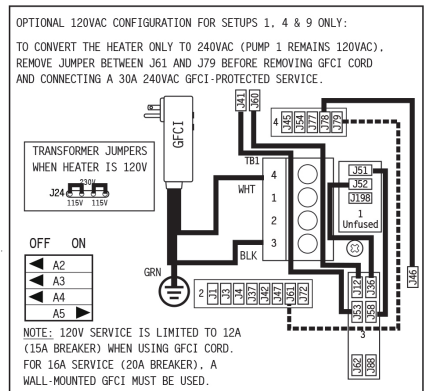 OPTIONAL 120VAC CONFIGURATION FOR SETUPS 1, 4 & 9 ONLY:
TO CONVERT THE HEATER ONLY TO 240VAC (PUMP 1 REMAINS 120VAC),
REMOVE JUMPER BETWEEN J61 AND J79 BEFORE REMOVING GFCI CORD
AND CONNECTING A 30A 240VAC GFCI-PROTECTED SERVICE.
GFCI
J41
J60
4
J45
J54
J77
J78
J79
TRANSFORMER JUMPERS
WHEN HEATER IS 120V
230V
J24
115V 115V
TB1
4
1
2
3
WHT
BLK
GRN
J51
J52
J198
1
Unfused
J46
OFF ON
A2
A3
A4
A5
2
J1
J3
J4
J37
J42
J47
J61
J72
J12
J36
J53
J58
3
J62
J88
NOTE: 120V SERVICE IS LIMITED TO 12A
(15A BREAKER) WHEN USING GFCI CORD.
FOR 16A SERVICE (20A BREAKER), A
WALL-MOUNTED GFCI MUST BE USED.